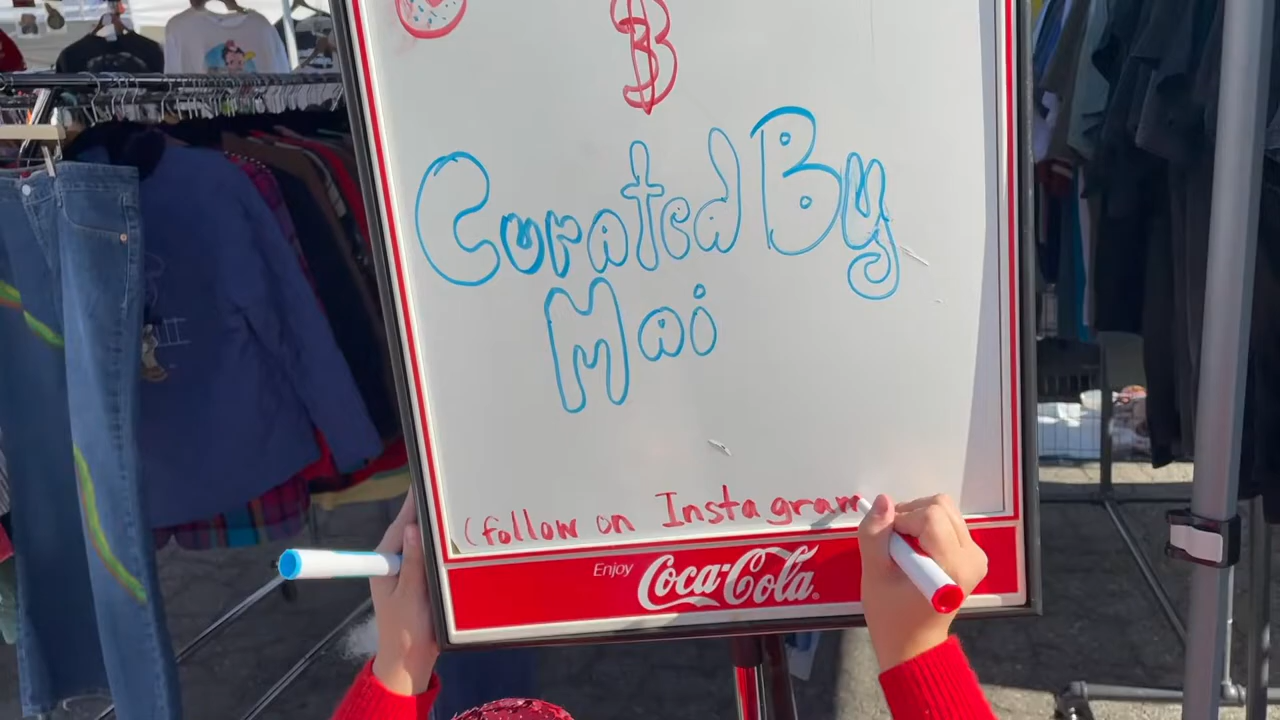 $
Curated By
Mai
(follow on Instagram
Enjoy Coca-Cola